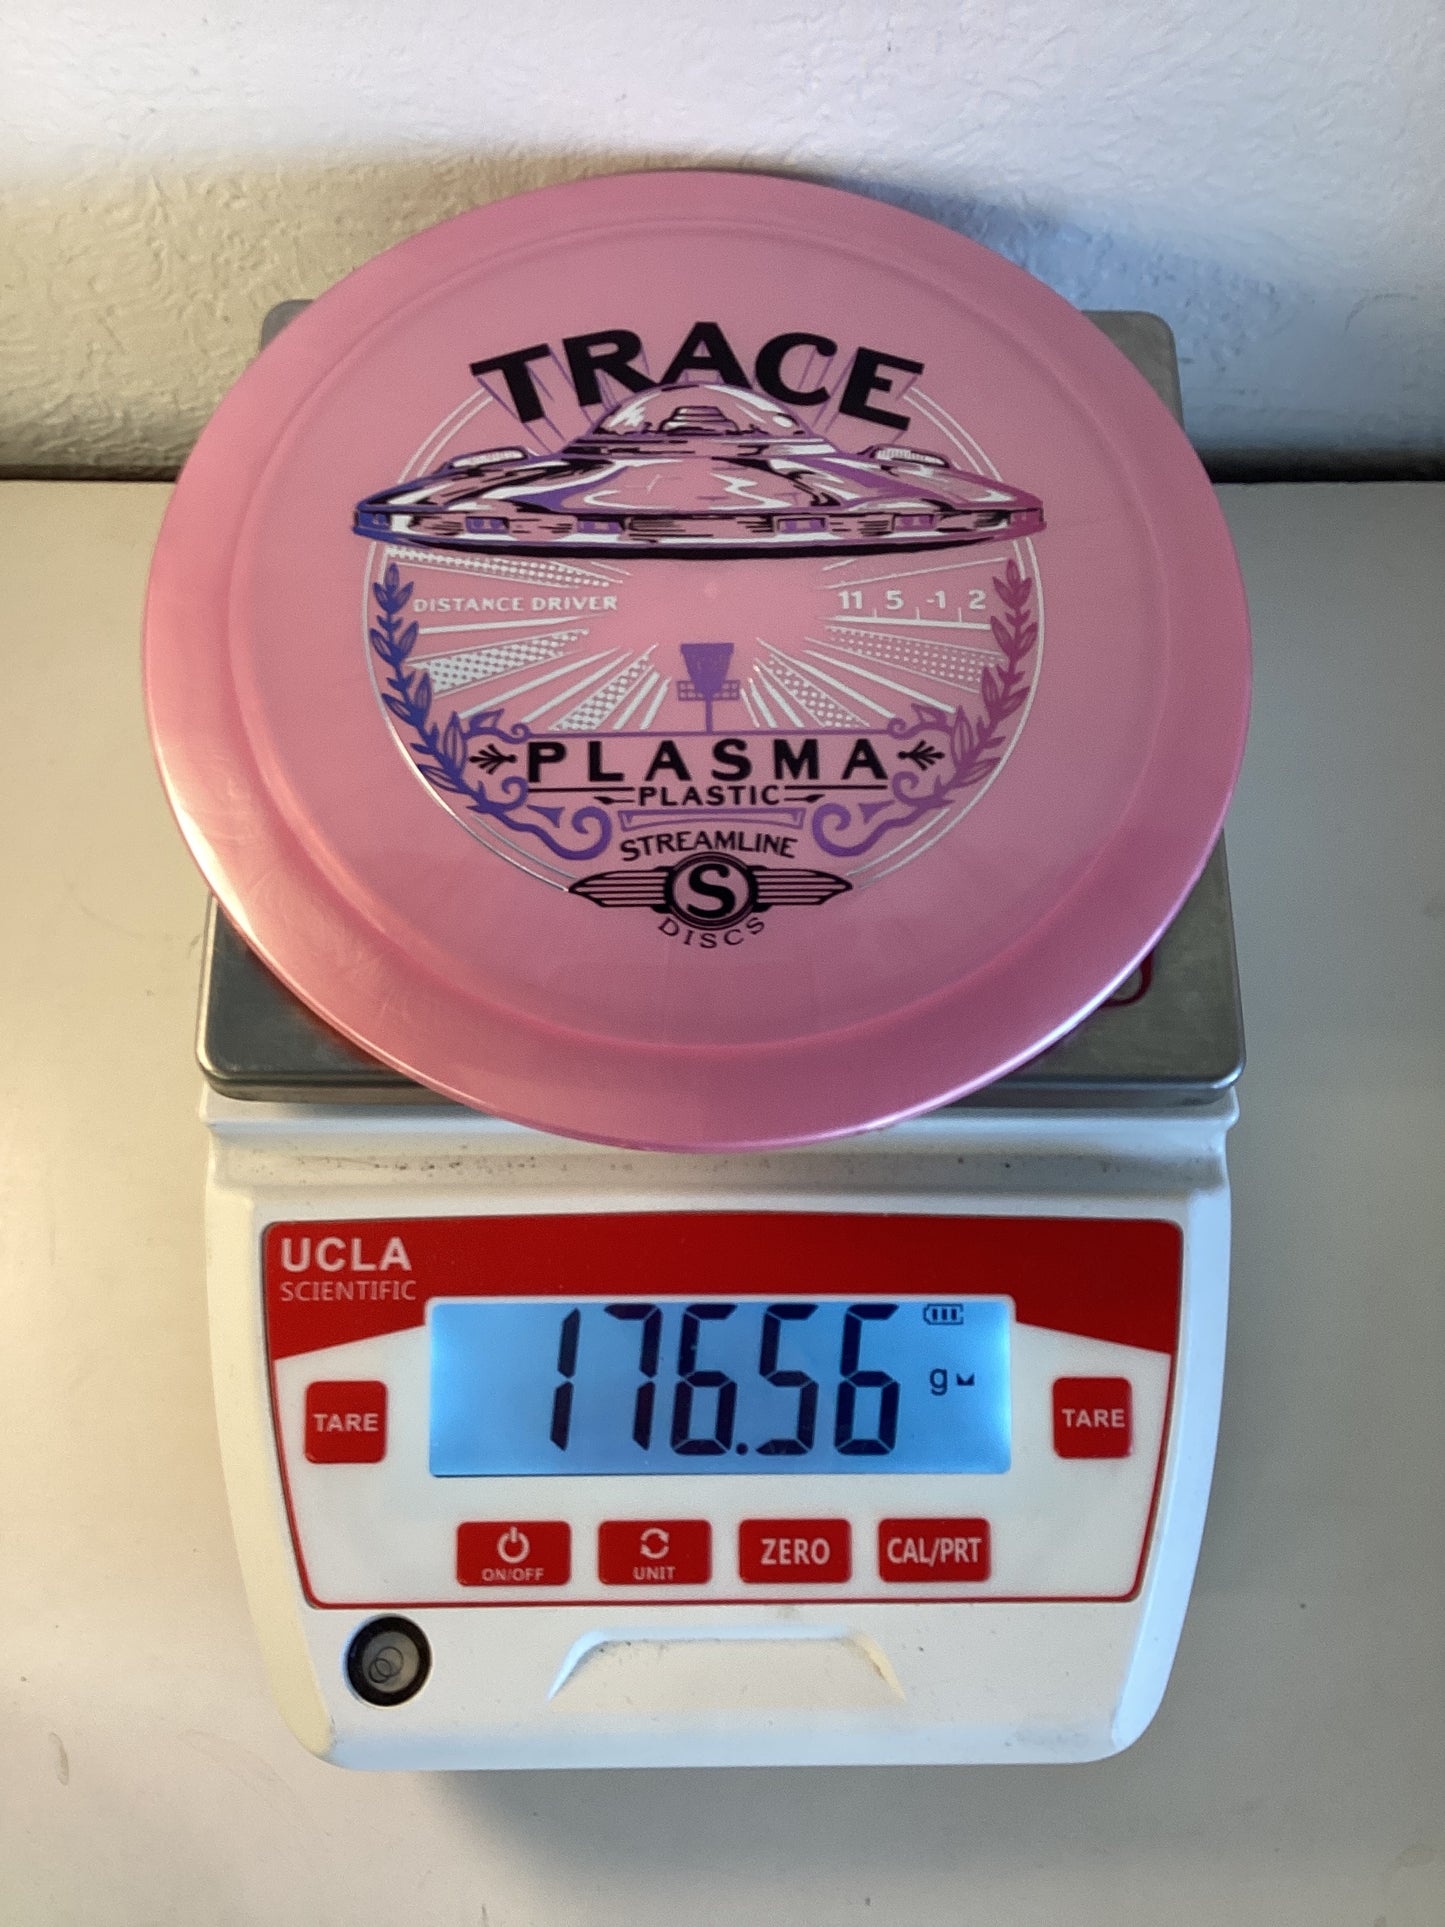 TRACE
DISTANCE DRIVER
11 5 -1 2
PLASMA
PLASTIC
STREAMLINE
S
DISCS
UCLA
SCIENTIFIC
176.56 g
TARE
TARE
ON/OFF
UNIT
ZERO
CAL/PRT